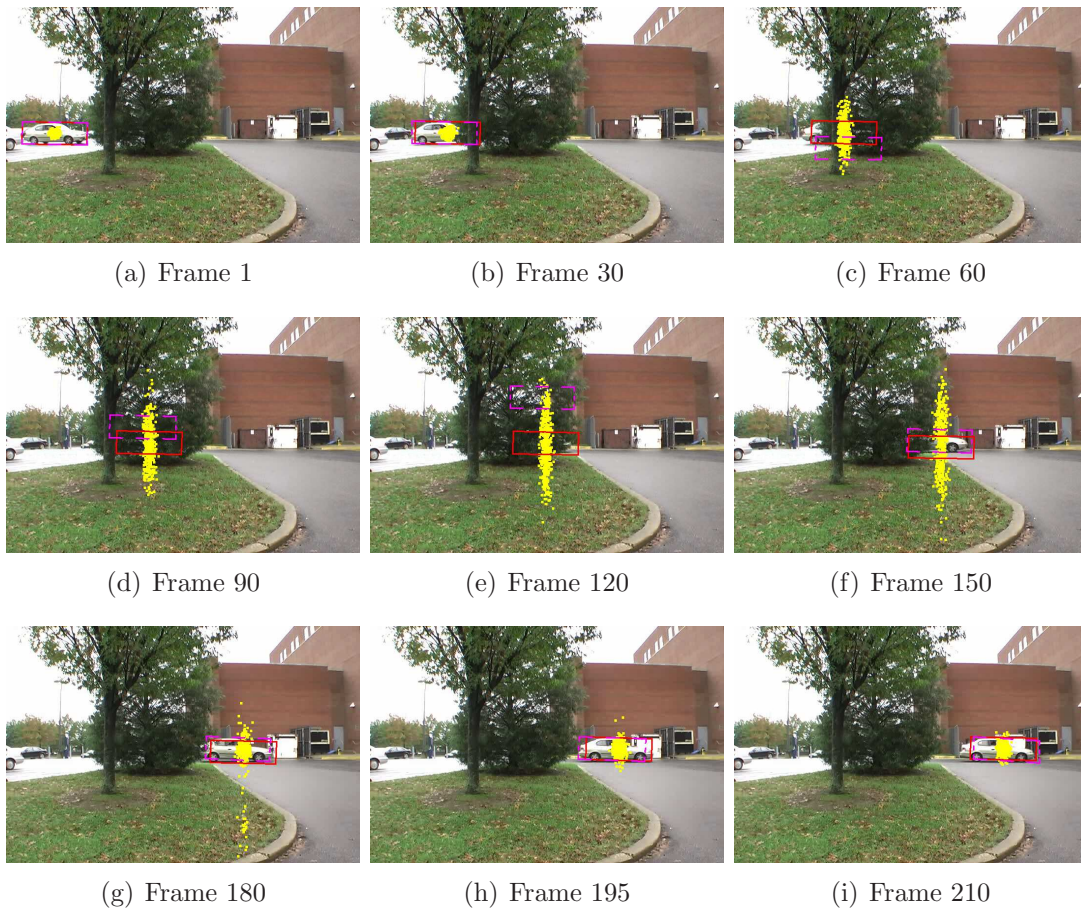 (a) Frame 1
(b) Frame 30
(c) Frame 60
(d) Frame 90
(e) Frame 120
(f) Frame 150
(g) Frame 180
(h) Frame 195
(i) Frame 210